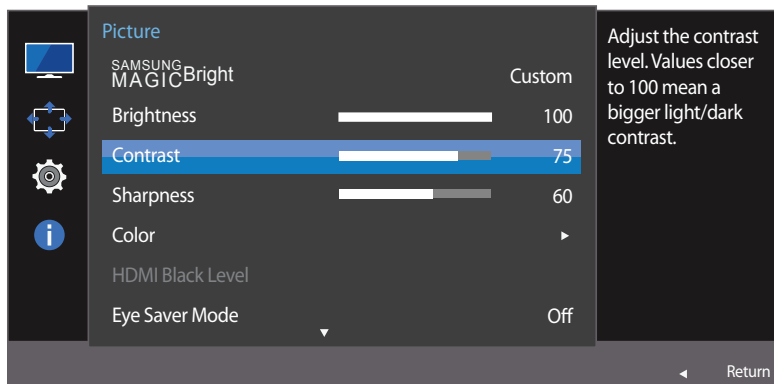 Picture
SAMSUNG
MAGICBright Custom
Brightness 100
Contrast 75
Sharpness 60
Color
HDMI Black Level
Eye Saver Mode Off
Adjust the contrast
level. Values closer
to 100 mean a
bigger light/dark
contrast.
Return